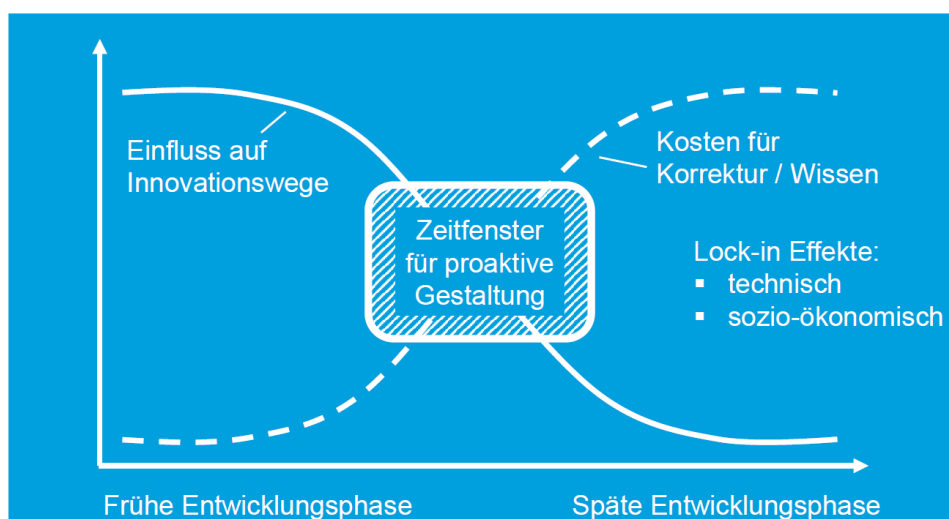 Einfluss auf
Innovationswege
Kosten für
Korrektur / Wissen
Zeitfenster
für proaktive
Gestaltung
Lock-in Effekte:
▪ technisch
▪ sozio-ökonomisch
Frühe Entwicklungsphase
Späte Entwicklungsphase